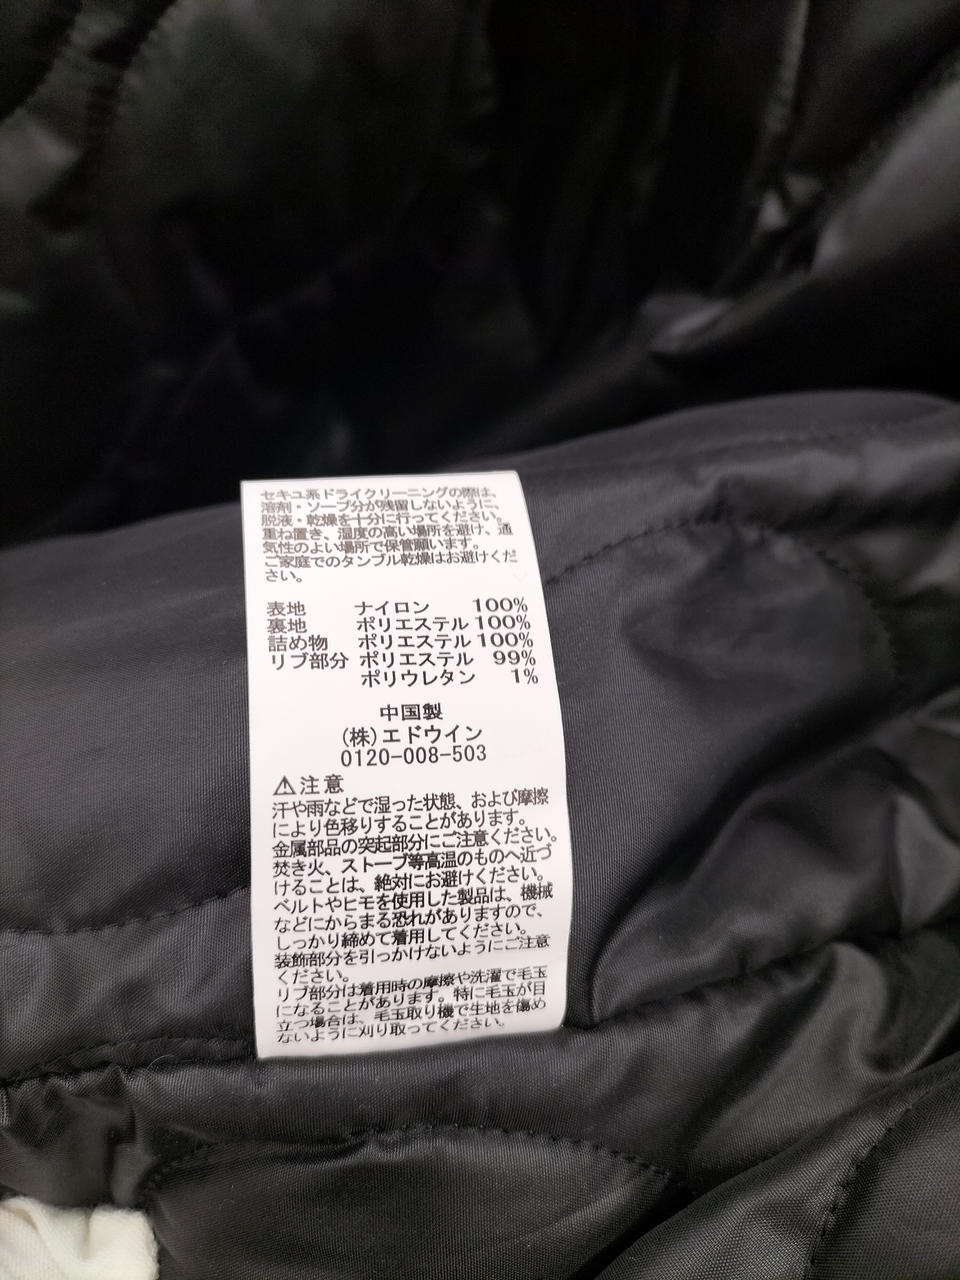 セキユ系ドライクリーニングの際は、
溶剤・ソープ分が残留しないように、
脱液・乾燥を十分に行ってください。
重ね置き、湿度の高い場所を避け、通
気性のよい場所で保管願います。
ご家庭でのタンブル乾燥はお避けくだ
さい。
表地 ナイロン 100%
裏地 ポリエステル 100%
詰め物 ポリエステル 100%
リブ部分 ポリエステル 99%
ポリウレタン 1%
中国製
(株)エドウイン
0120-008-503
⚠注意
汗や雨などで湿った状態、および摩擦
により色移りすることがあります。
金属部品の突起部分にご注意ください。
焚き火、ストーブ等高温のものへ近づ
けることは、絶対にお避けください。
ベルトやヒモを使用した製品は、機械
などにからまる恐れがありますので、
しっかり締めて着用してください。
装飾部分を引っかけないようにご注意
ください。
リブ部分は着用時の摩擦や洗濯で毛玉
になることがあります。特に毛玉が目
立つ場合は、毛玉取り機で生地を傷め
ないように刈り取ってください。